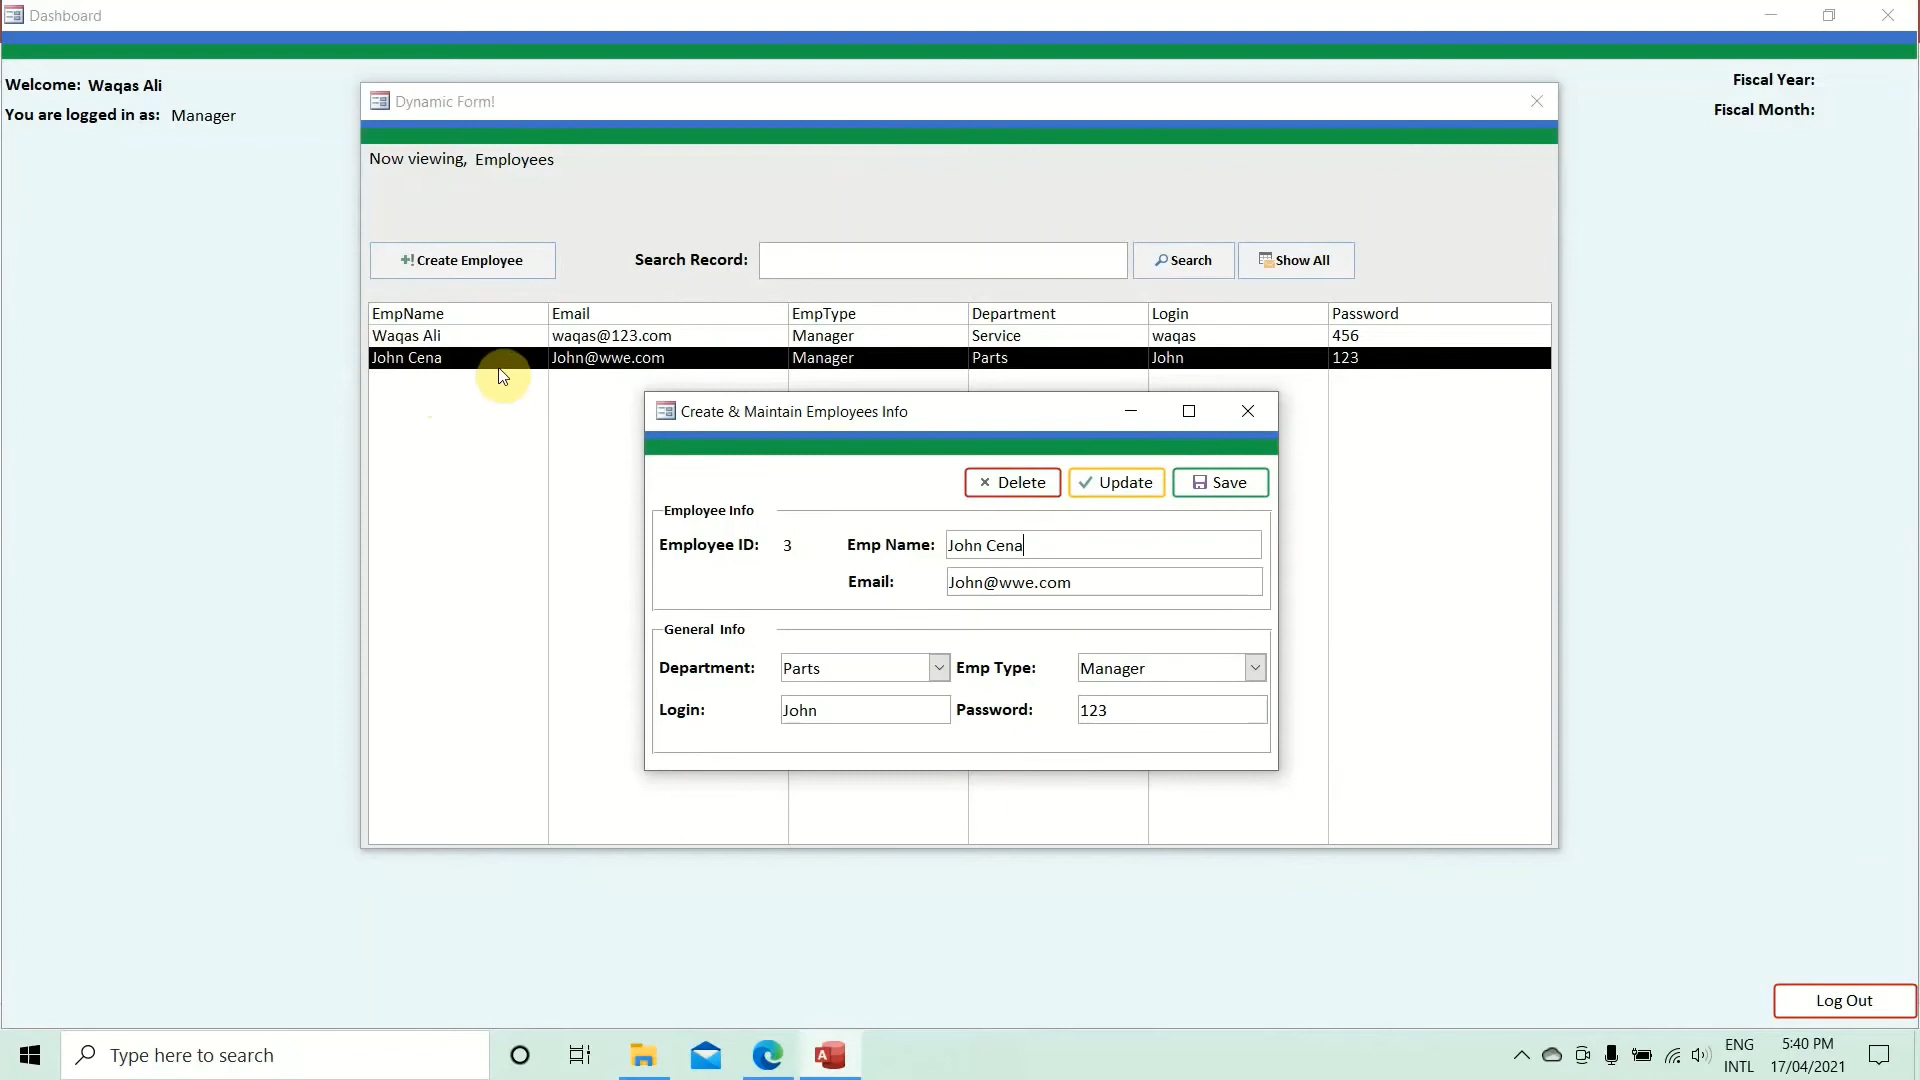 Dashboard
Welcome: Waqas Ali
You are logged in as: Manager
Fiscal Year:
Fiscal Month:
Dynamic Form!
Now viewing, Employees
Create Employee
Search Record:
Search
Show All
EmpName Email EmpType Department Login Password
Waqas Ali waqas@123.com Manager Service waqas 456
John Cena John@wwe.com Manager Parts John 123
Create & Maintain Employees Info
Delete
Update
Save
Employee Info
Employee ID: 3 Emp Name: John Cena
Email: John@wwe.com
General Info
Department: Parts Emp Type: Manager
Login: John Password: 123
Log Out
Type here to search
ENG
INTL
5:40 PM
17/04/2021